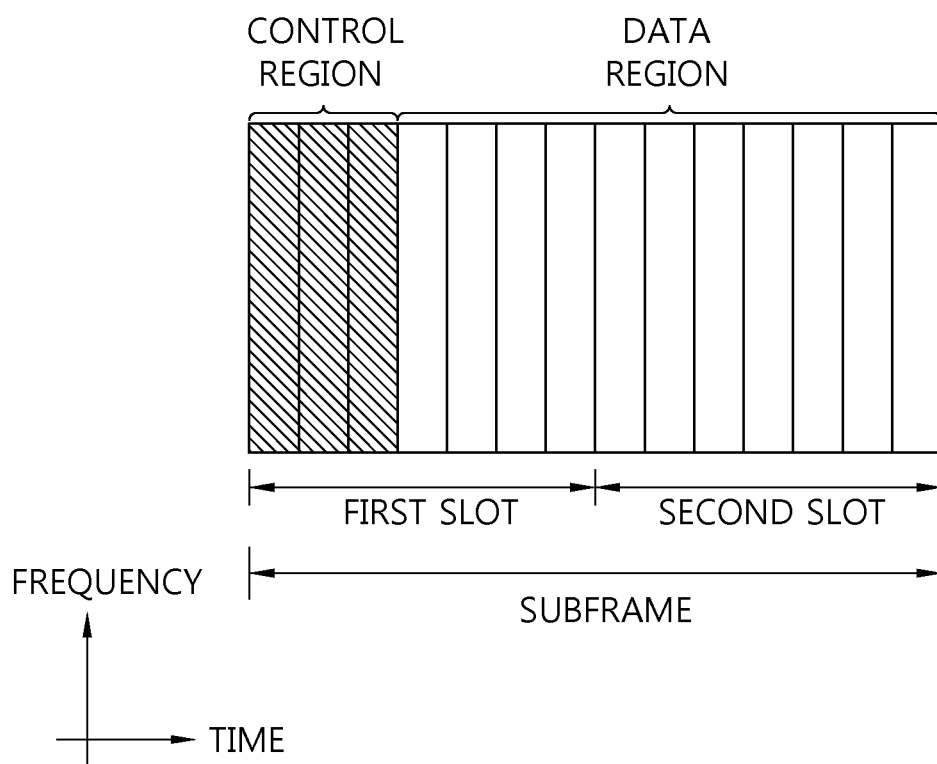 CONTROL
REGION
DATA
REGION
FIRST SLOT
SECOND SLOT
SUBFRAME
FREQUENCY
TIME